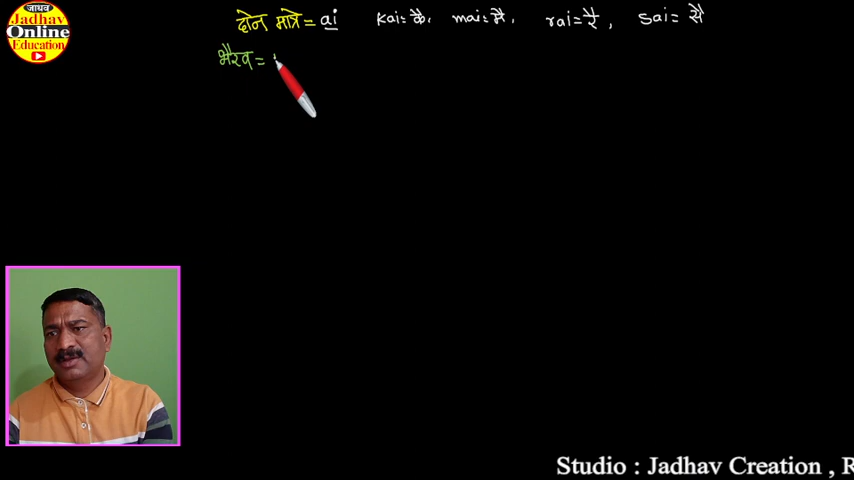 जाधव
Jadhav
Online
Education
दोन मात्रे = ai kai = कै, mai = मै, rai = रै, sai = सै
भैरव =
Studio : Jadhav Creation , R